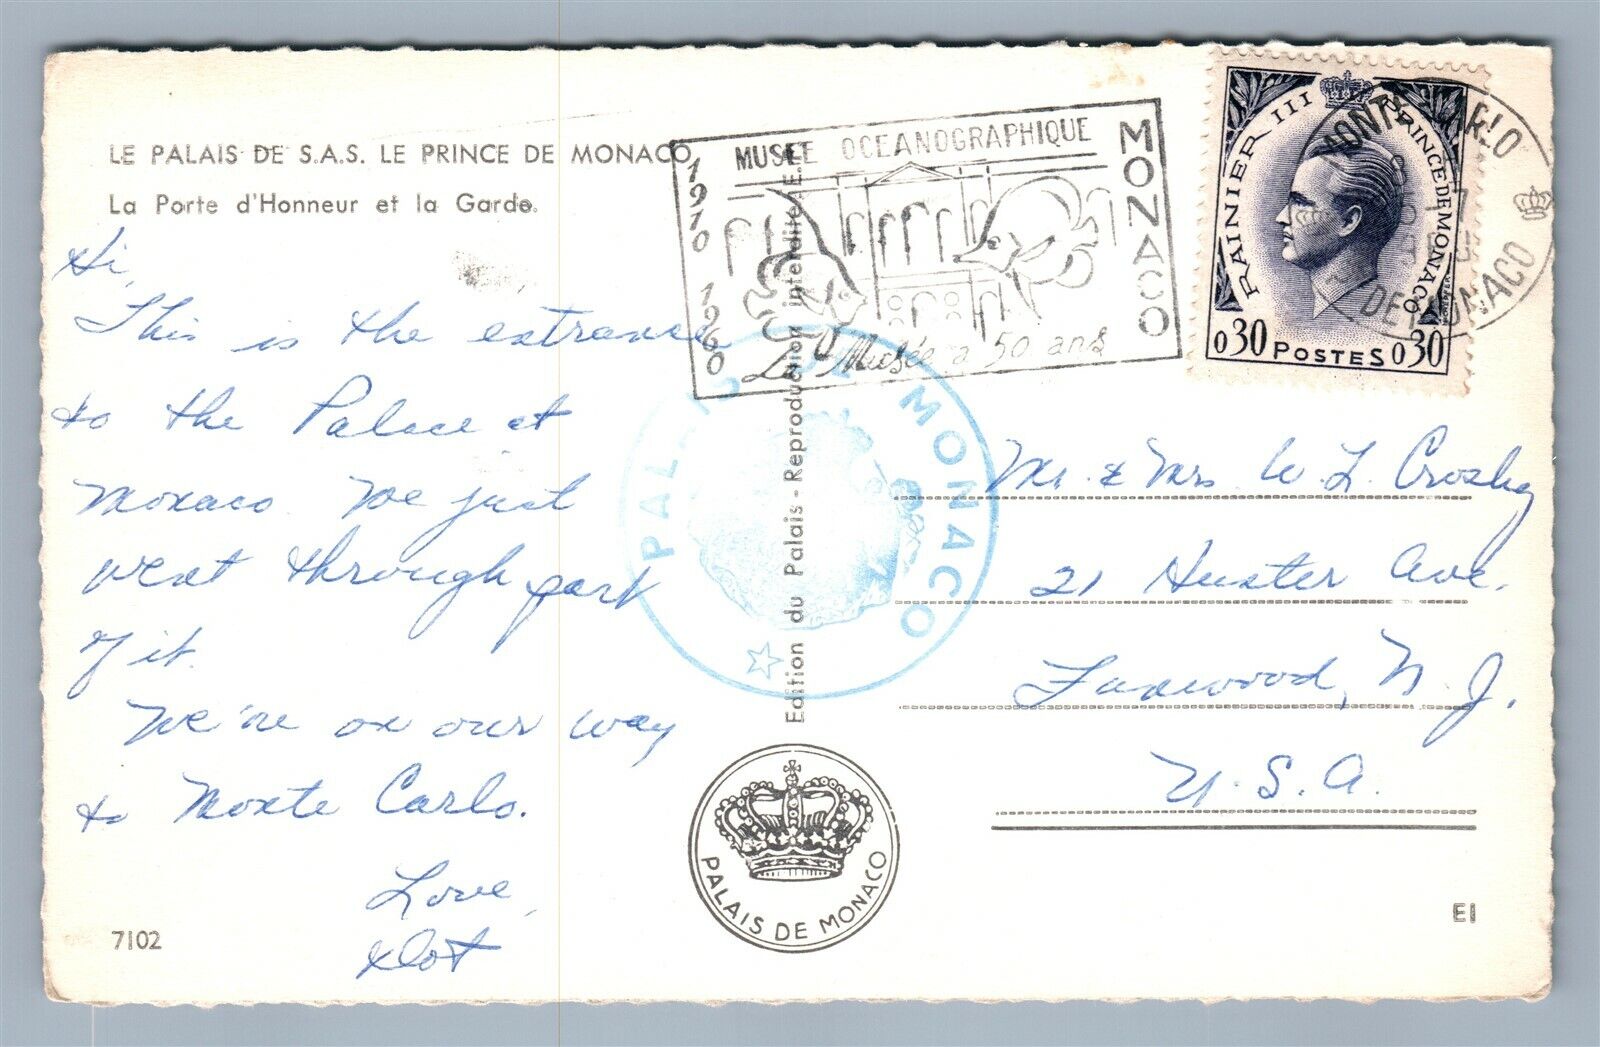 LE PALAIS DE S.A.S. LE PRINCE DE MONACO
La Porte d'Honneur et la Garde.
Hi,
This is the entrance
to the Palace at
Monaco. We just
went through part
of it.
We're on our way
to Monte Carlo.
Love,
7102
1910 1960
MUSEE OCEANOGRAPHIQUE
MONACO
Le Musée a 50 ans
RAINIER III PRINCE DE MONACO
0,30 POSTES 0,30
MONTE-CARLO
PTE DE MONACO
PALAIS DE MONACO
Edition du Palais - Reproduction interdite
PALAIS DE MONACO
Mr. & Mrs W. L. Crosby
21 Hunter Ave.
Fanwood, N. J.
U. S. A.
EI